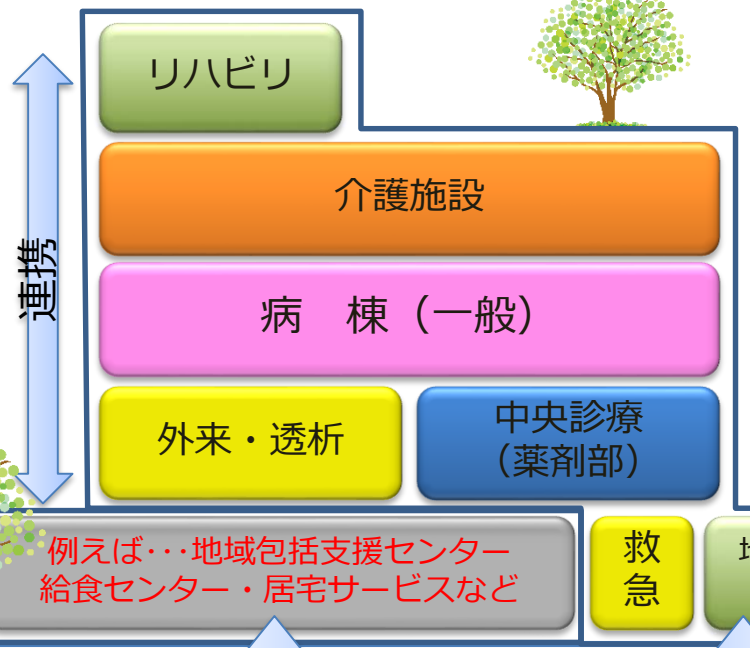 リハビリ
介護施設
連携
病　棟（一般）
外来・透析
中央診療
（薬剤部）
例えば･･･地域包括支援センター
給食センター・居宅サービスなど
救
急